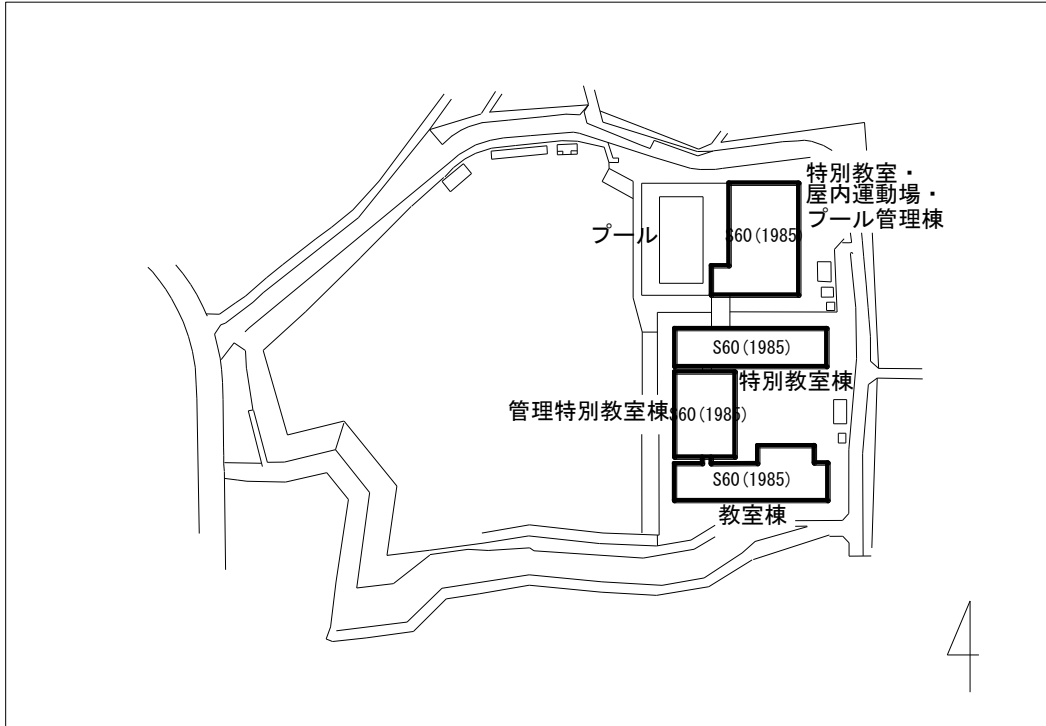 特別教室・
屋内運動場・
プール管理棟
プール
S60(1985)
S60(1985)
特別教室棟
管理特別教室棟
S60(1985)
S60(1985)
教室棟